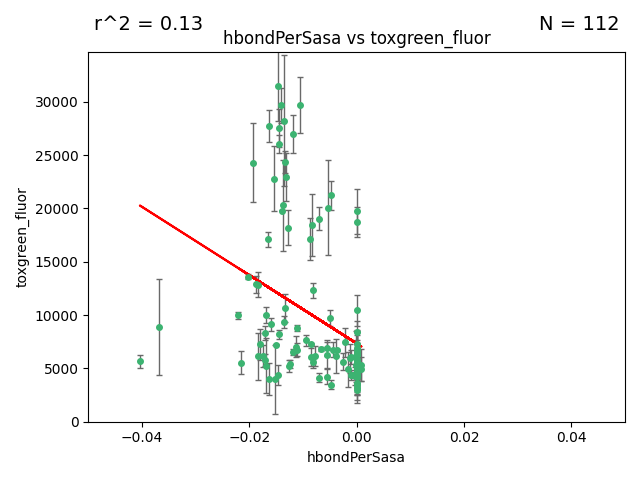 r^2 = 0.13
N = 112
hbondPerSasa vs toxgreen_fluor
toxgreen_fluor
30000
25000
20000
15000
10000
5000
0
−0.04
−0.02
0.00
0.02
0.04
hbondPerSasa